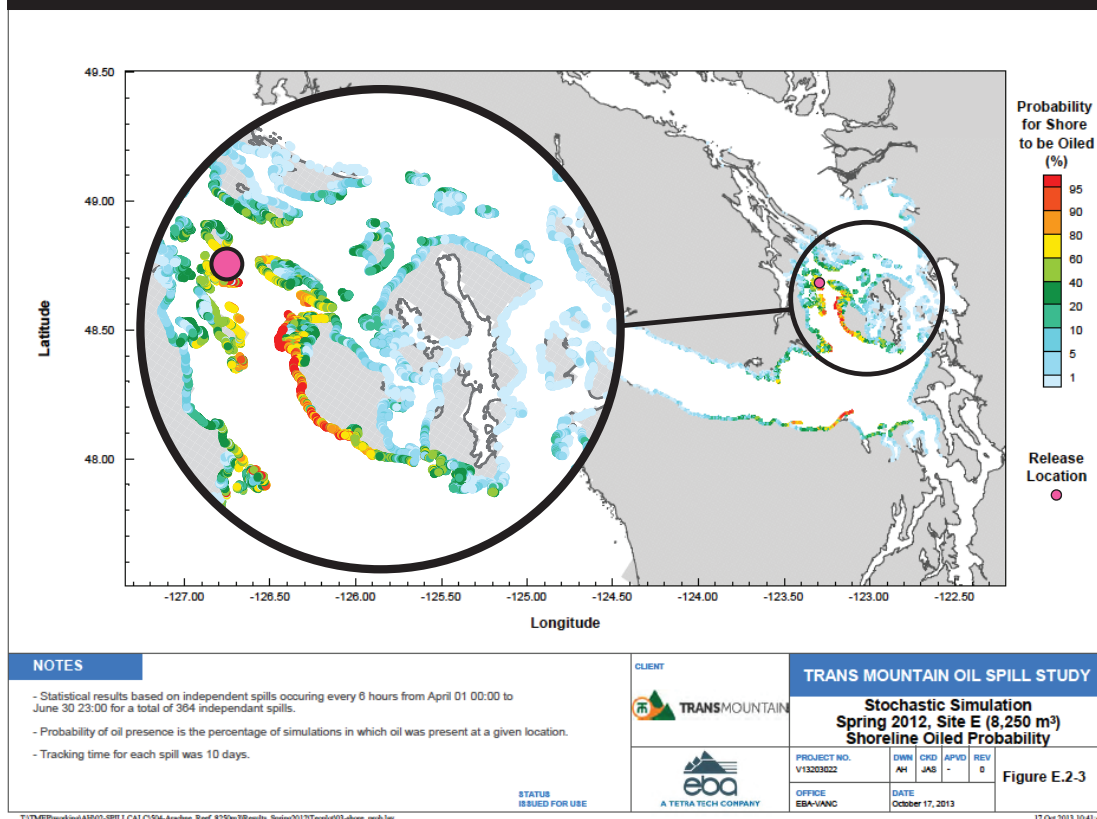 49.50
49.00
48.50
48.00
Latitude
-127.00
-126.50
-126.00
-125.50
-125.00
-124.50
-124.00
-123.50
-123.00
-122.50
Longitude
Probability
for Shore
to be Oiled
(%)
95
90
80
60
40
20
10
5
1
Release
Location
NOTES
- Statistical results based on independent spills occuring every 6 hours from April 01 00:00 to
June 30 23:00 for a total of 364 independant spills.
- Probability of oil presence is the percentage of simulations in which oil was present at a given location.
- Tracking time for each spill was 10 days.
STATUS
ISSUED FOR USE
CLIENT
TRANSMOUNTAIN
eba
A TETRA TECH COMPANY
TRANS MOUNTAIN OIL SPILL STUDY
Stochastic Simulation
Spring 2012, Site E (8,250 m³)
Shoreline Oiled Probability
PROJECT NO.
V13203022
DWN
AH
CKD
JAS
APVD
-
REV
0
OFFICE
EBA-VANC
DATE
October 17, 2013
Figure E.2-3